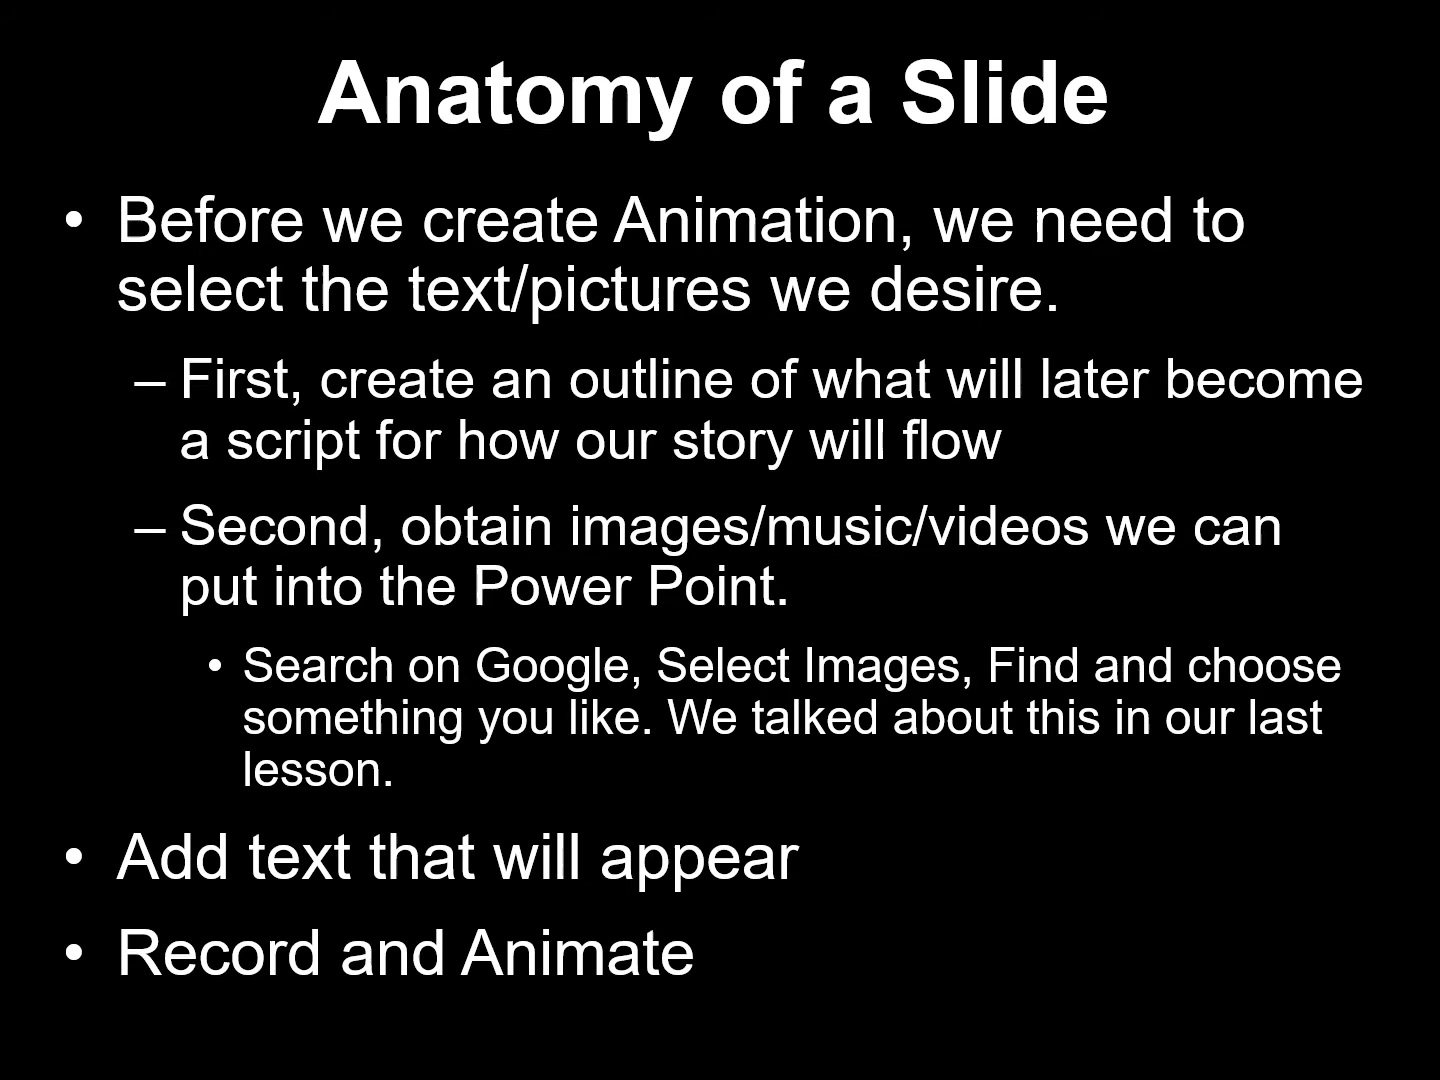 Anatomy of a Slide
• Before we create Animation, we need to
select the text/pictures we desire.
– First, create an outline of what will later become
a script for how our story will flow
– Second, obtain images/music/videos we can
put into the Power Point.
• Search on Google, Select Images, Find and choose
something you like. We talked about this in our last
lesson.
• Add text that will appear
• Record and Animate